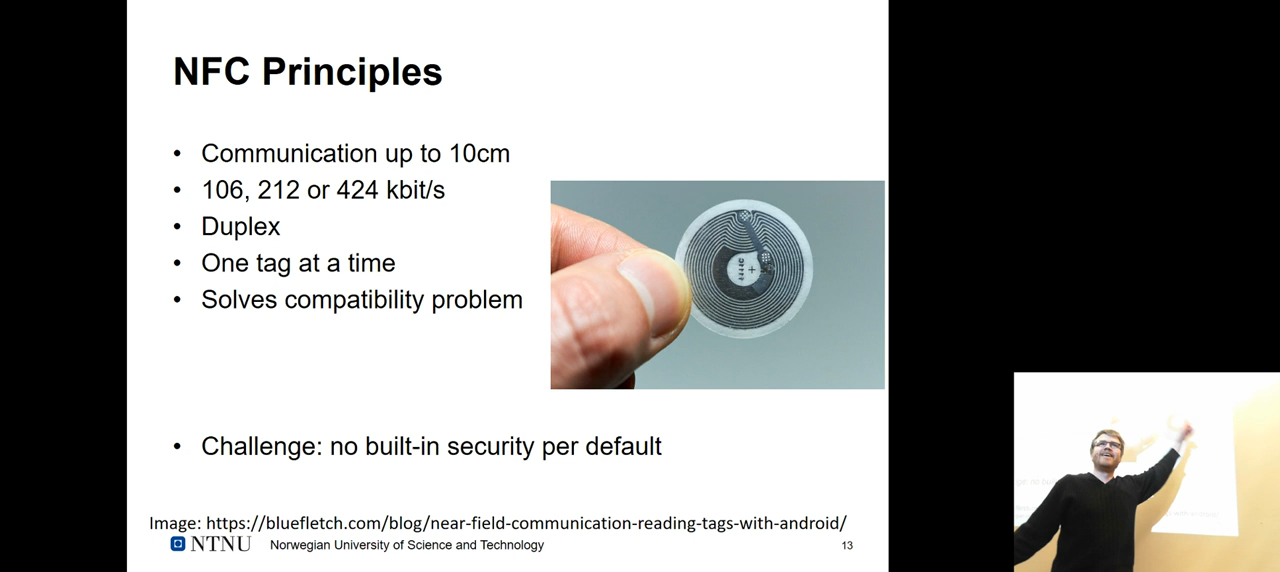 NFC Principles
• Communication up to 10cm
• 106, 212 or 424 kbit/s
• Duplex
• One tag at a time
• Solves compatibility problem
• Challenge: no built-in security per default
Image: https://bluefletch.com/blog/near-field-communication-reading-tags-with-android/
NTNU Norwegian University of Science and Technology 13